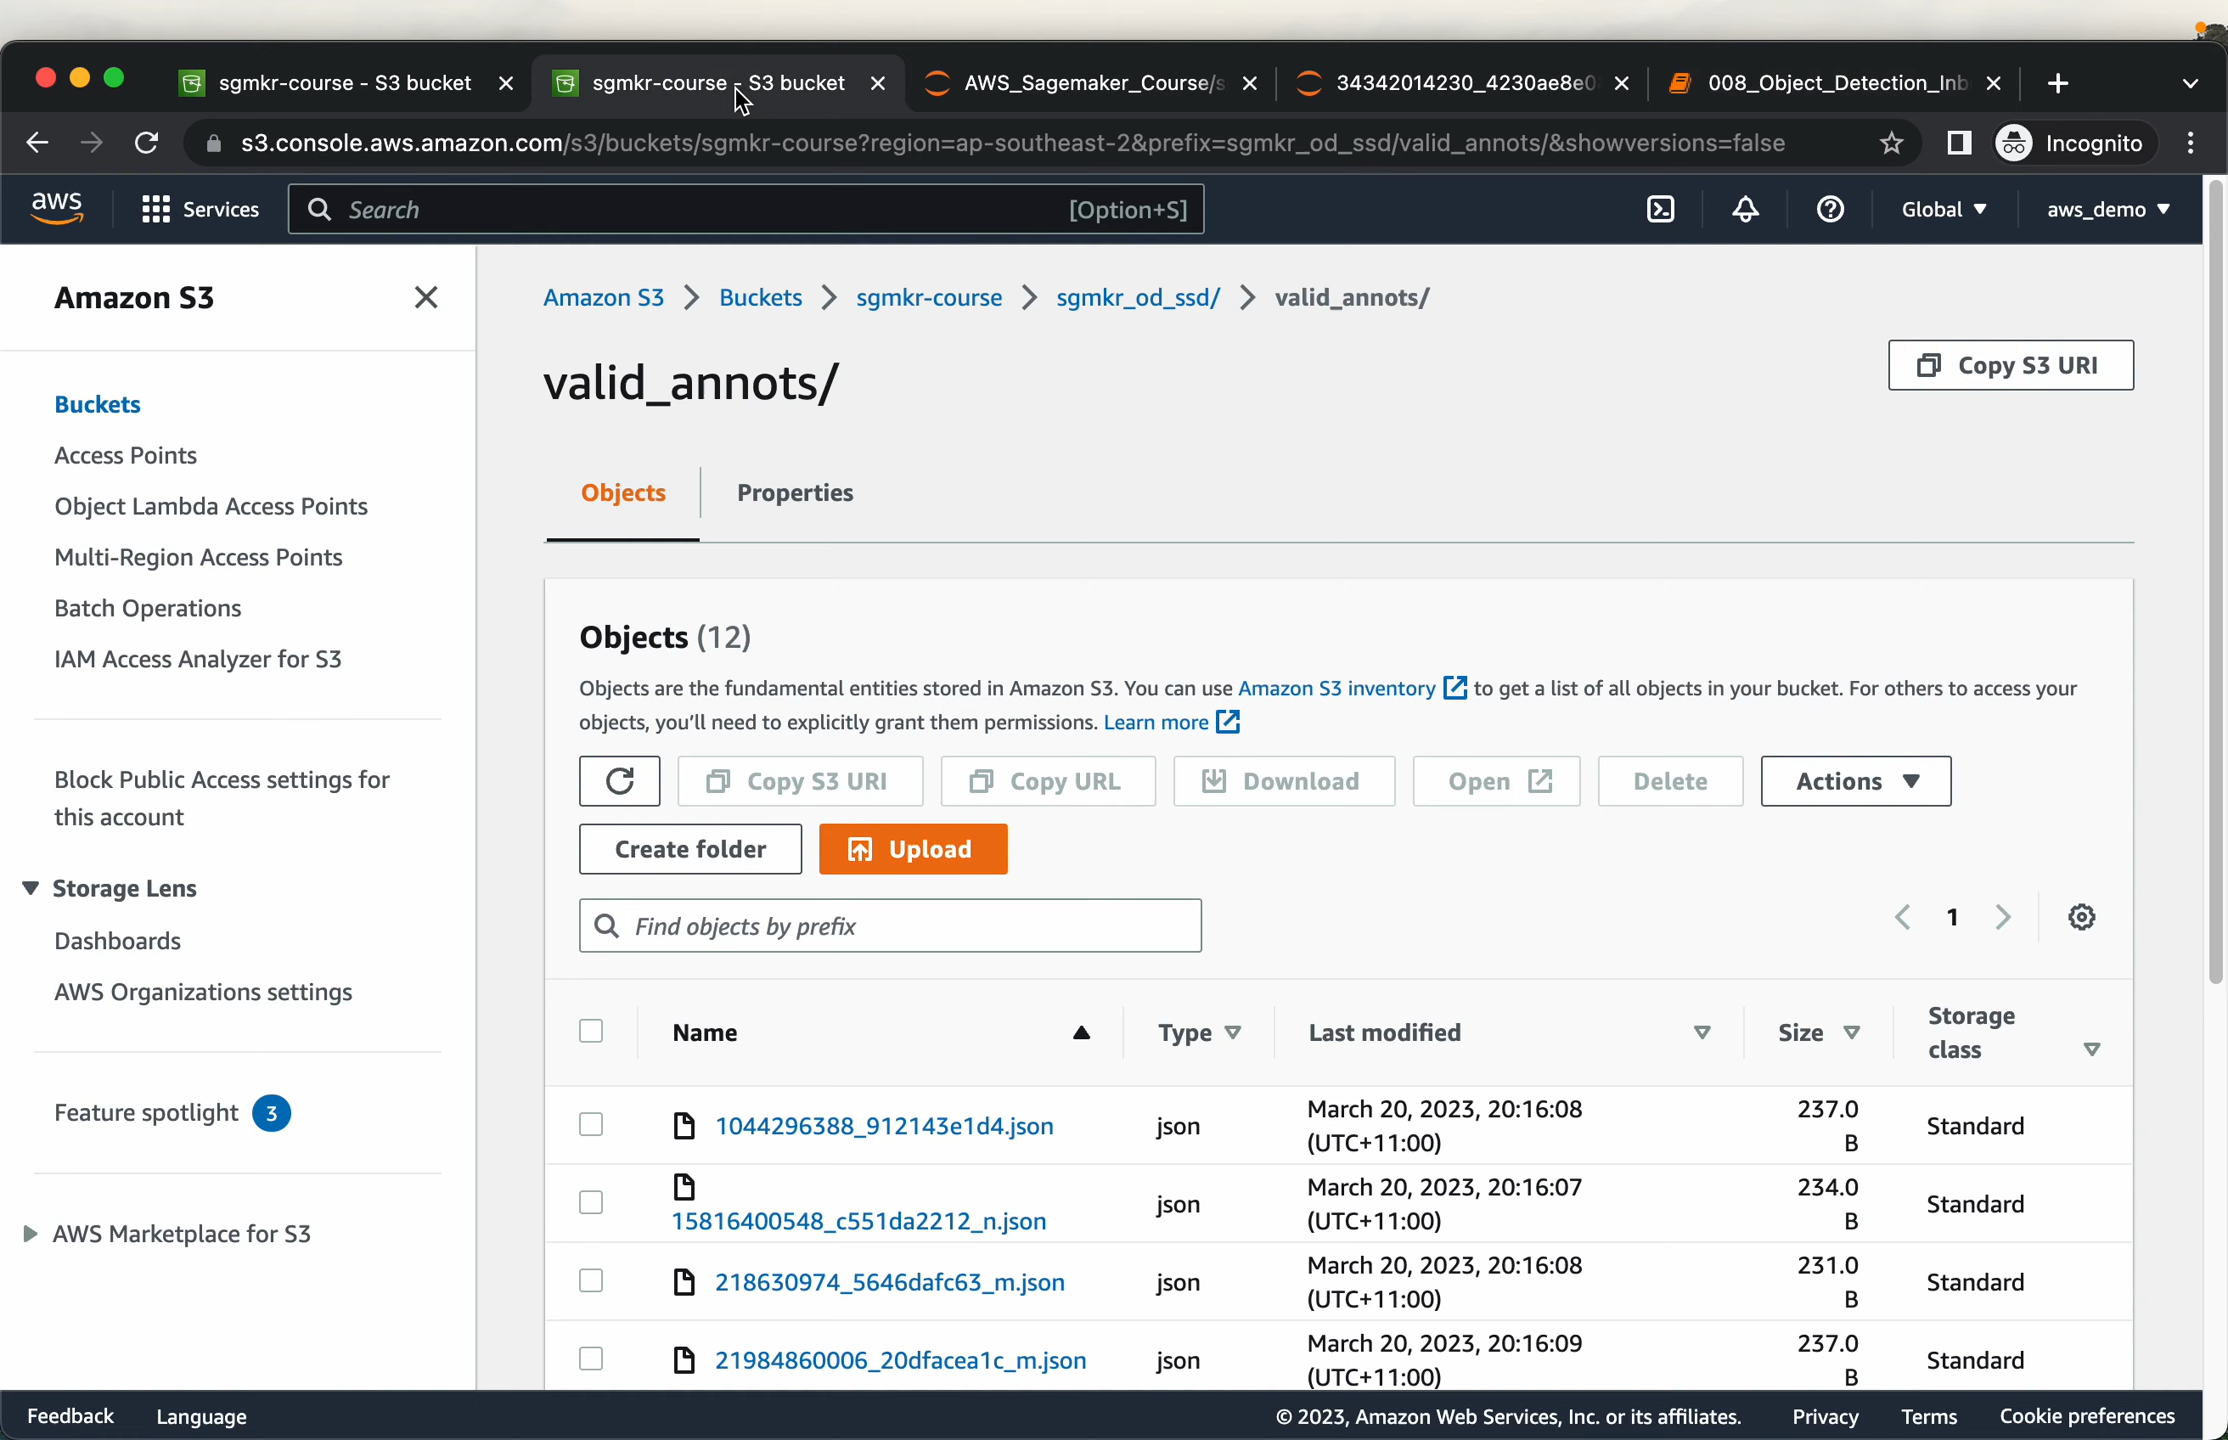 sgmkr-course - S3 bucket
sgmkr-course - S3 bucket
AWS_Sagemaker_Course/s
34342014230_4230ae8e0
008_Object_Detection_Inb
s3.console.aws.amazon.com/s3/buckets/sgmkr-course?region=ap-southeast-2&prefix=sgmkr_od_ssd/valid_annots/&showversions=false
Incognito
aws
Services
Search
[Option+S]
Global
aws_demo
Amazon S3
Buckets
Access Points
Object Lambda Access Points
Multi-Region Access Points
Batch Operations
IAM Access Analyzer for S3
Block Public Access settings for
this account
Storage Lens
Dashboards
AWS Organizations settings
Feature spotlight 3
AWS Marketplace for S3
Amazon S3 > Buckets > sgmkr-course > sgmkr_od_ssd/ > valid_annots/
valid_annots/
Copy S3 URI
Objects
Properties
Objects (12)
Objects are the fundamental entities stored in Amazon S3. You can use Amazon S3 inventory to get a list of all objects in your bucket. For others to access your
objects, you'll need to explicitly grant them permissions. Learn more
Copy S3 URI
Copy URL
Download
Open
Delete
Actions
Create folder
Upload
Find objects by prefix
1
Name
Type
Last modified
Size
Storage
class
1044296388_912143e1d4.json
json
March 20, 2023, 20:16:08
(UTC+11:00)
237.0
B
Standard
15816400548_c551da2212_n.json
json
March 20, 2023, 20:16:07
(UTC+11:00)
234.0
B
Standard
218630974_5646dafc63_m.json
json
March 20, 2023, 20:16:08
(UTC+11:00)
231.0
B
Standard
21984860006_20dfacea1c_m.json
json
March 20, 2023, 20:16:09
(UTC+11:00)
237.0
B
Standard
Feedback
Language
© 2023, Amazon Web Services, Inc. or its affiliates.
Privacy
Terms
Cookie preferences